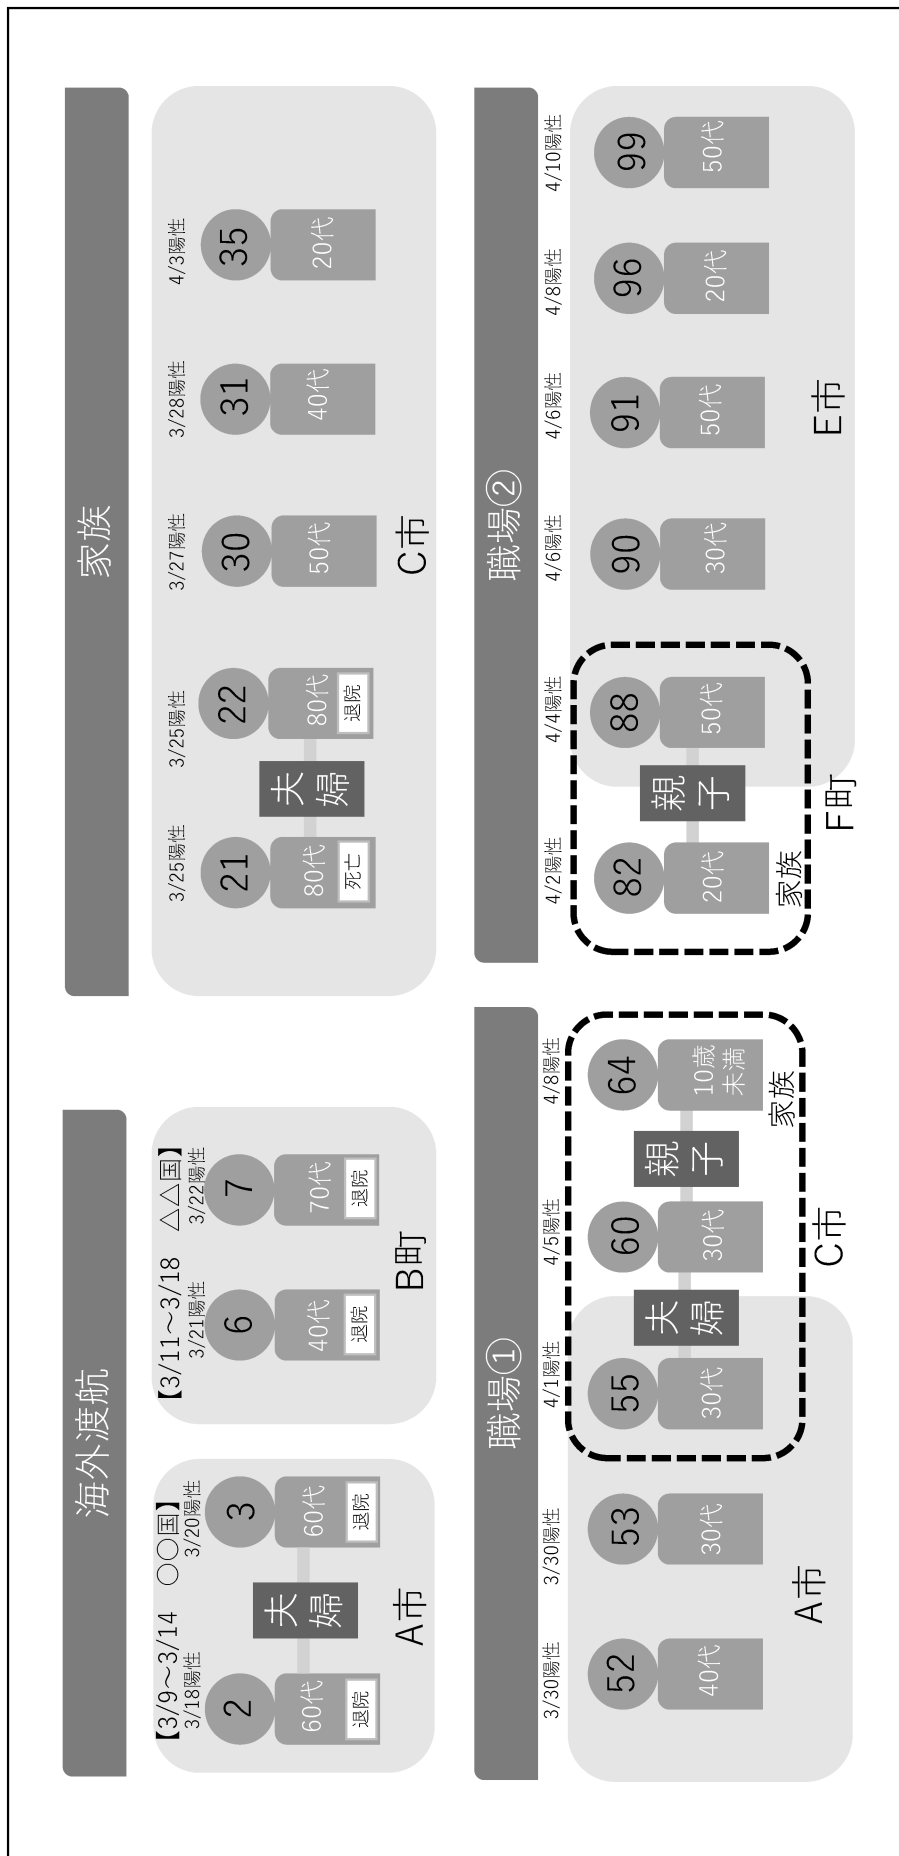 海外渡航
【3/9～3/14　○○国】
3/18陽性
2
60代
退院
夫婦
3/20陽性
3
60代
退院
A市
【3/11～3/18　△△国】
3/21陽性
6
40代
退院
3/22陽性
7
70代
退院
B町
家族
3/25陽性
21
80代
死亡
夫婦
3/25陽性
22
80代
退院
3/27陽性
30
50代
3/28陽性
31
40代
4/3陽性
35
20代
C市
職場①
3/30陽性
52
40代
3/30陽性
53
30代
4/1陽性
55
30代
夫婦
4/5陽性
60
30代
親子
4/8陽性
64
10歳
未満
家族
A市
C市
職場②
4/2陽性
82
20代
家族
親子
4/4陽性
88
50代
4/6陽性
90
30代
4/6陽性
91
50代
4/8陽性
96
20代
4/10陽性
99
50代
F町
E市